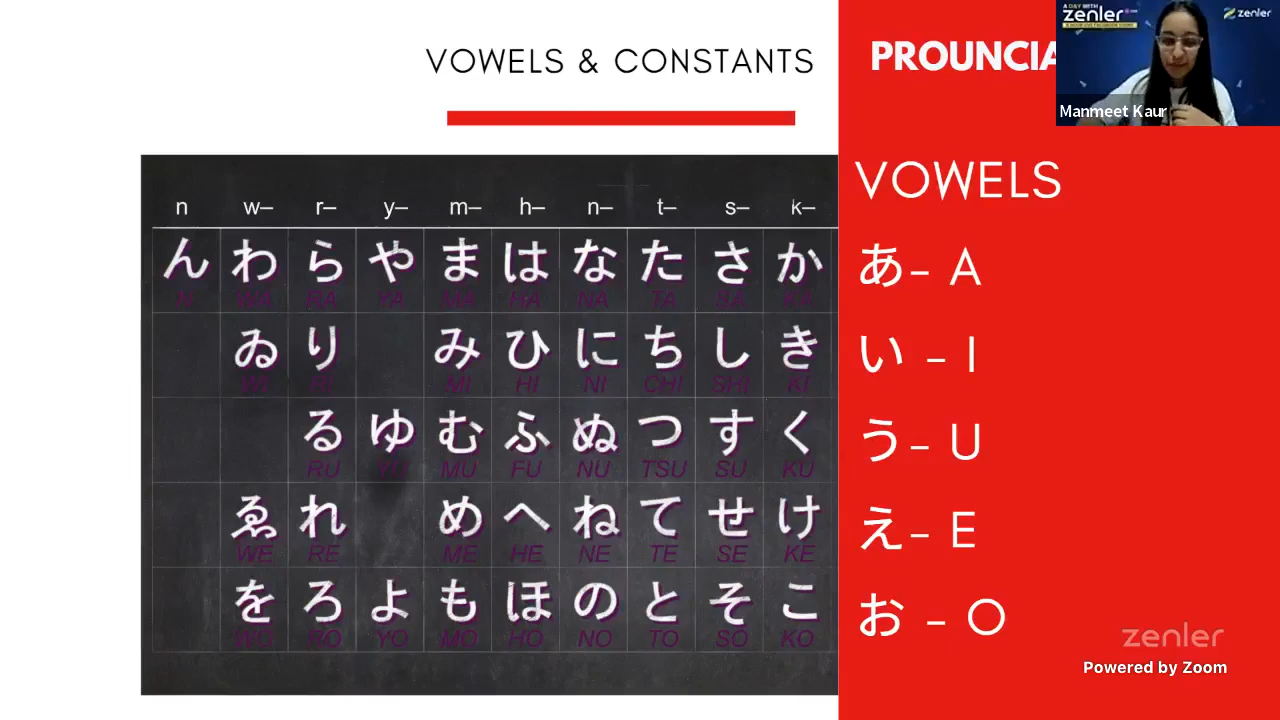 VOWELS & CONSTANTS
n w– r– y– m– h– n– t– s– k–
ん わ ら や ま は な た さ か
N WA RA YA MA HA NA TA SA KA
ゐ り み ひ に ち し き
WI RI MI HI NI CHI SHI KI
る ゆ む ふ ぬ つ す く
RU YU MU FU NU TSU SU KU
ゑ れ め へ ね て せ け
WE RE ME HE NE TE SE KE
を ろ よ も ほ の と そ こ
WO RO YO MO HO NO TO SO KO
PROUNCIA
VOWELS
あ– A
い – I
う– U
え– E
お – O
A DAY WITH
zenler
zenler
Manmeet Kaur
zenler
Powered by Zoom